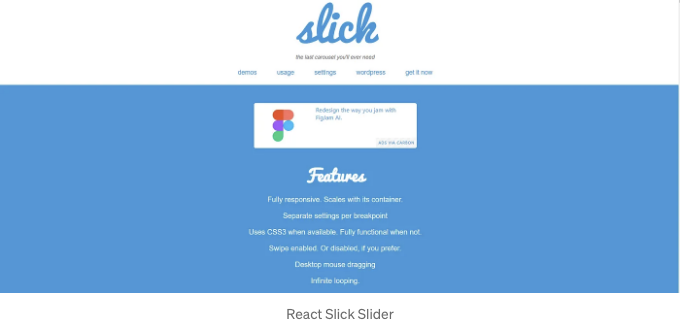 slick
the last carousel you'll ever need
demos usage settings wordpress get it now
Redesign the way you jam with
FigJam AI.
ADS VIA CARBON
Features
Fully responsive. Scales with its container.
Separate settings per breakpoint
Uses CSS3 when available. Fully functional when not.
Swipe enabled. Or disabled, if you prefer.
Desktop mouse dragging
Infinite looping.
React Slick Slider